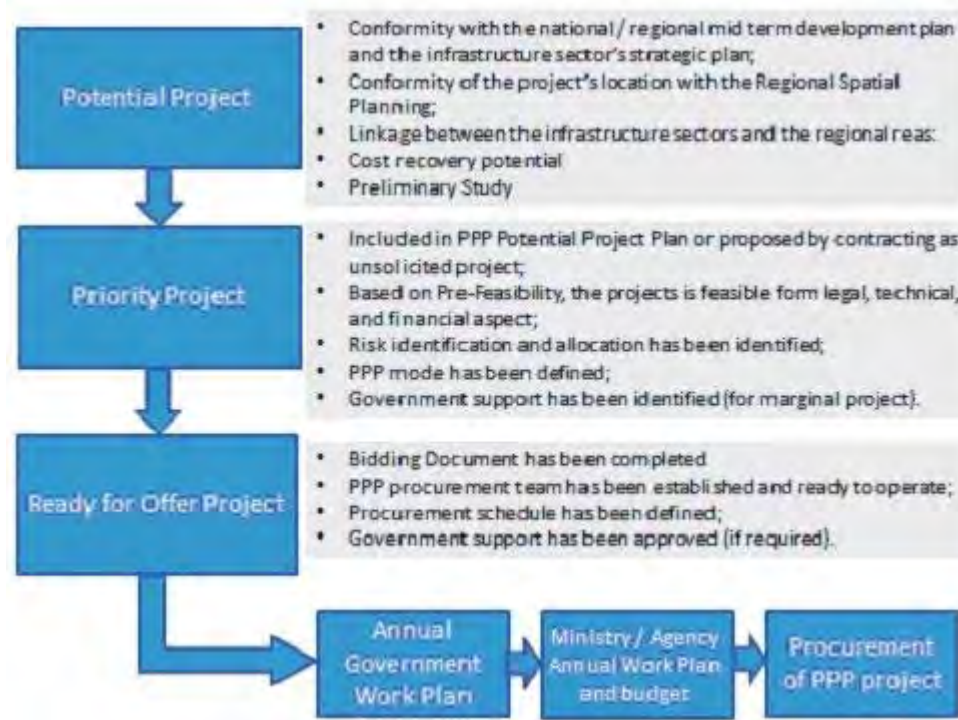 Potential Project
• Conformity with the national / regional mid term development plan
and the infrastructure sector's strategic plan;
• Conformity of the project's location with the Regional Spatial
Planning;
• Linkage between the infrastructure sectors and the regional reas:
• Cost recovery potential
• Preliminary Study
Priority Project
• Included in PPP Potential Project Plan or proposed by contracting as
unsolicited project;
• Based on Pre-Feasibility, the projects is feasible form legal, technical,
and financial aspect;
• Risk identification and allocation has been identified;
• PPP mode has been defined;
• Government support has been identified (for marginal project).
Ready for Offer Project
• Bidding Document has been completed
• PPP procurement team has been established and ready to operate;
• Procurement schedule has been defined;
• Government support has been approved (if required).
Annual
Government
Work Plan
Ministry / Agency
Annual Work Plan
and budget
Procurement
of PPP project